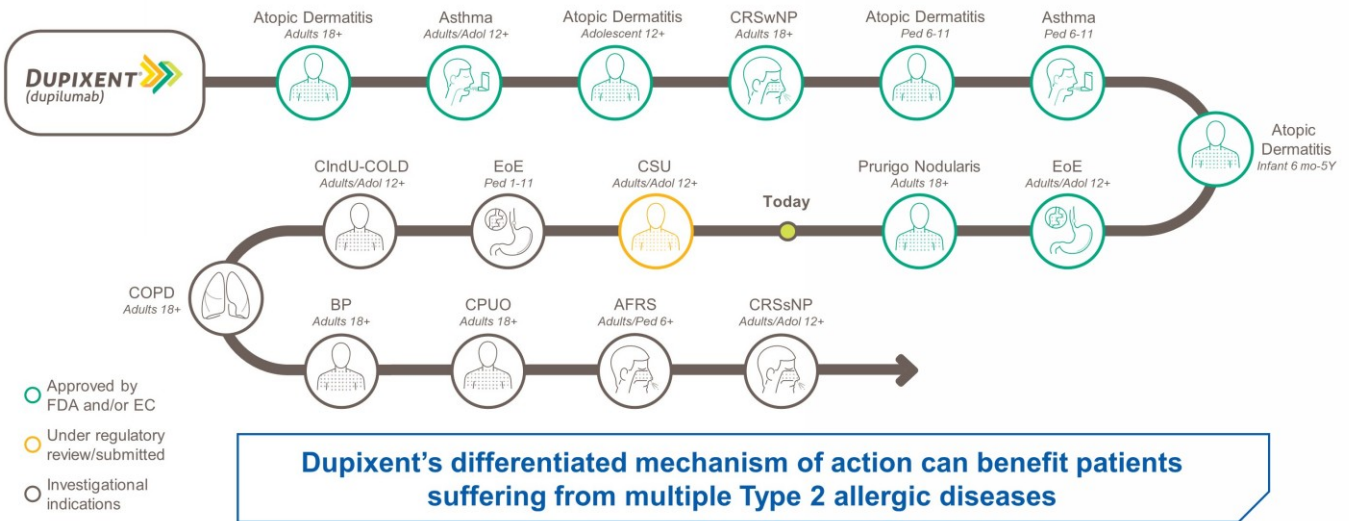 DUPIXENT
(dupilumab)
Atopic Dermatitis
Adults 18+
Asthma
Adults/Adol 12+
Atopic Dermatitis
Adolescent 12+
CRSwNP
Adults 18+
Atopic Dermatitis
Ped 6-11
Asthma
Ped 6-11
Atopic
Dermatitis
Infant 6 mo-5Y
EoE
Adults/Adol 12+
Prurigo Nodularis
Adults 18+
Today
CSU
Adults/Adol 12+
EoE
Ped 1-11
CIndU-COLD
Adults/Adol 12+
COPD
Adults 18+
BP
Adults 18+
CPUO
Adults 18+
AFRS
Adults/Ped 6+
CRSsNP
Adults/Adol 12+
Approved by
FDA and/or EC
Under regulatory
review/submitted
Investigational
indications
Dupixent's differentiated mechanism of action can benefit patients
suffering from multiple Type 2 allergic diseases